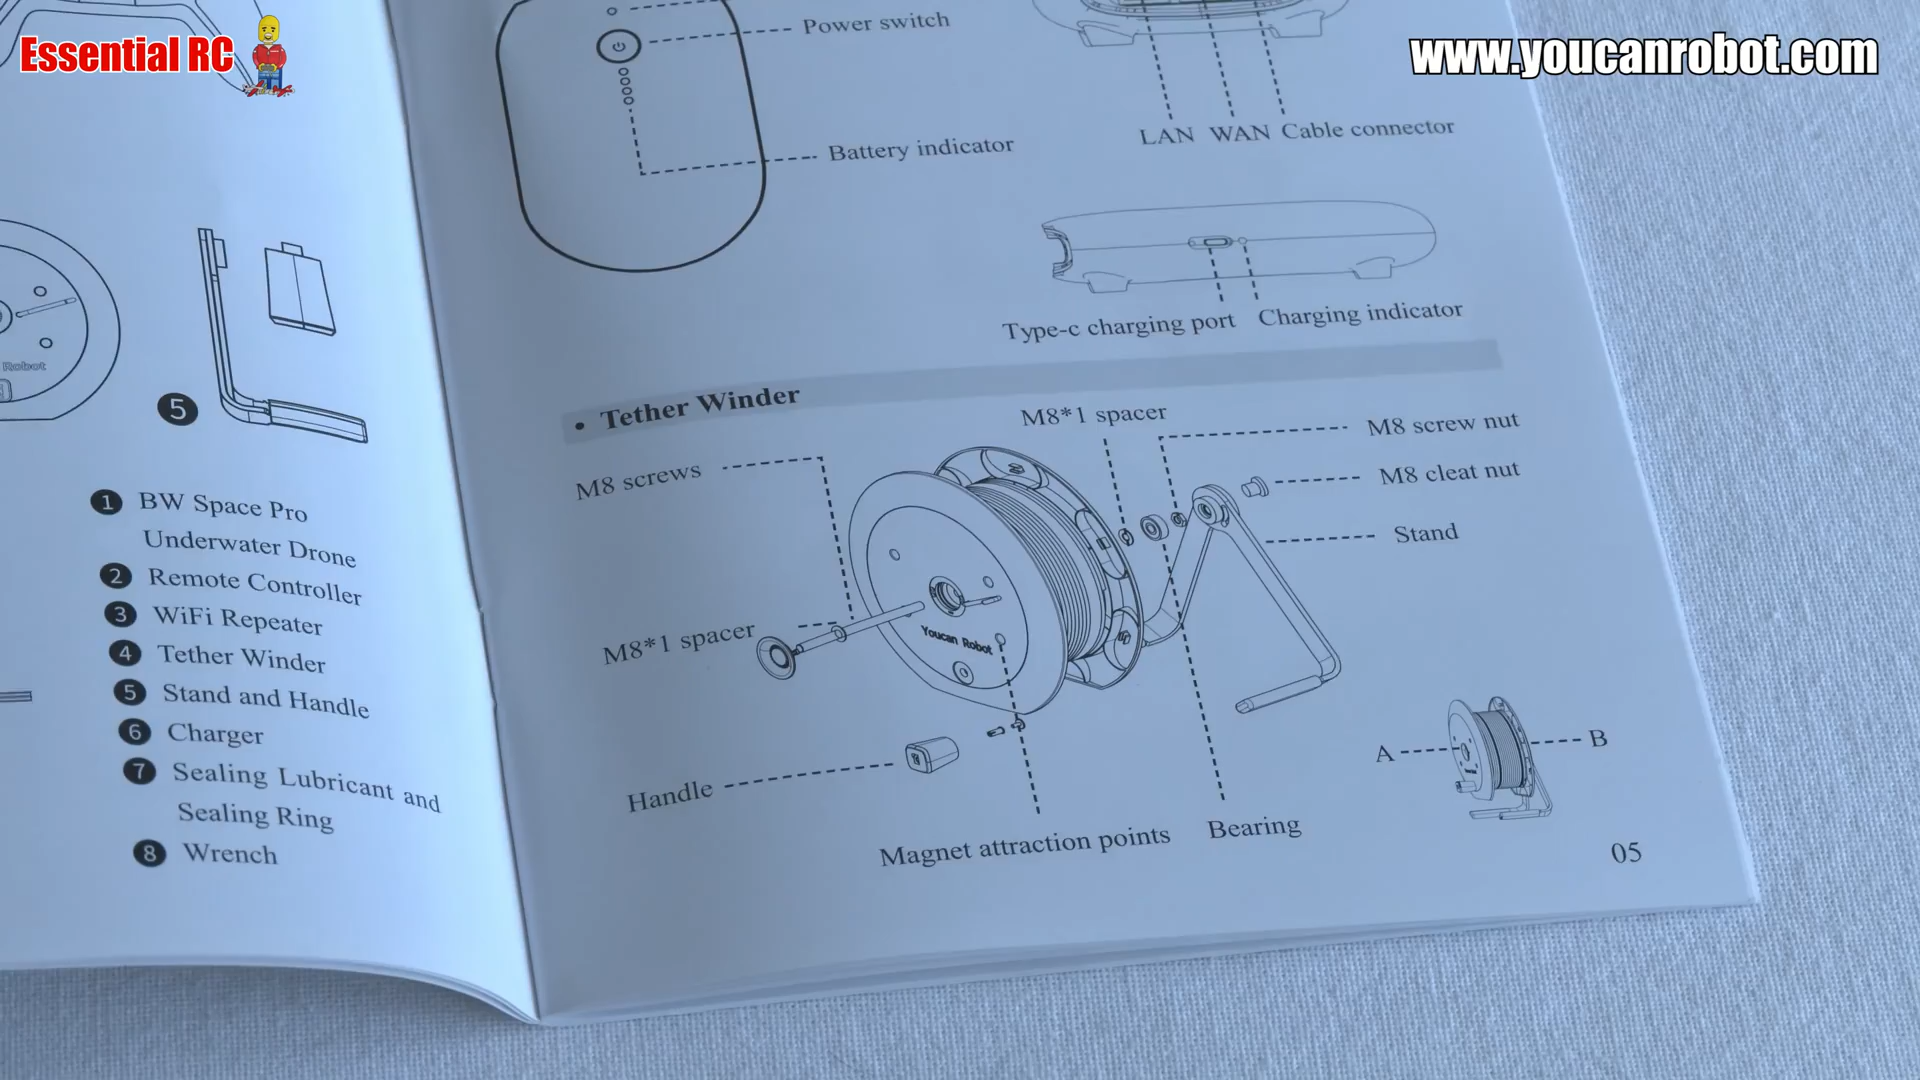 Essential RC
www.youcanrobot.com
Robot
5
1 BW Space Pro
Underwater Drone
2 Remote Controller
3 WiFi Repeater
4 Tether Winder
5 Stand and Handle
6 Charger
7 Sealing Lubricant and
Sealing Ring
8 Wrench
Power switch
Battery indicator
LAN WAN Cable connector
Type-c charging port Charging indicator
• Tether Winder
M8*1 spacer
M8 screw nut
M8 screws
M8 cleat nut
Stand
M8*1 spacer
Youcan Robot
Handle
Magnet attraction points
Bearing
A
B
05